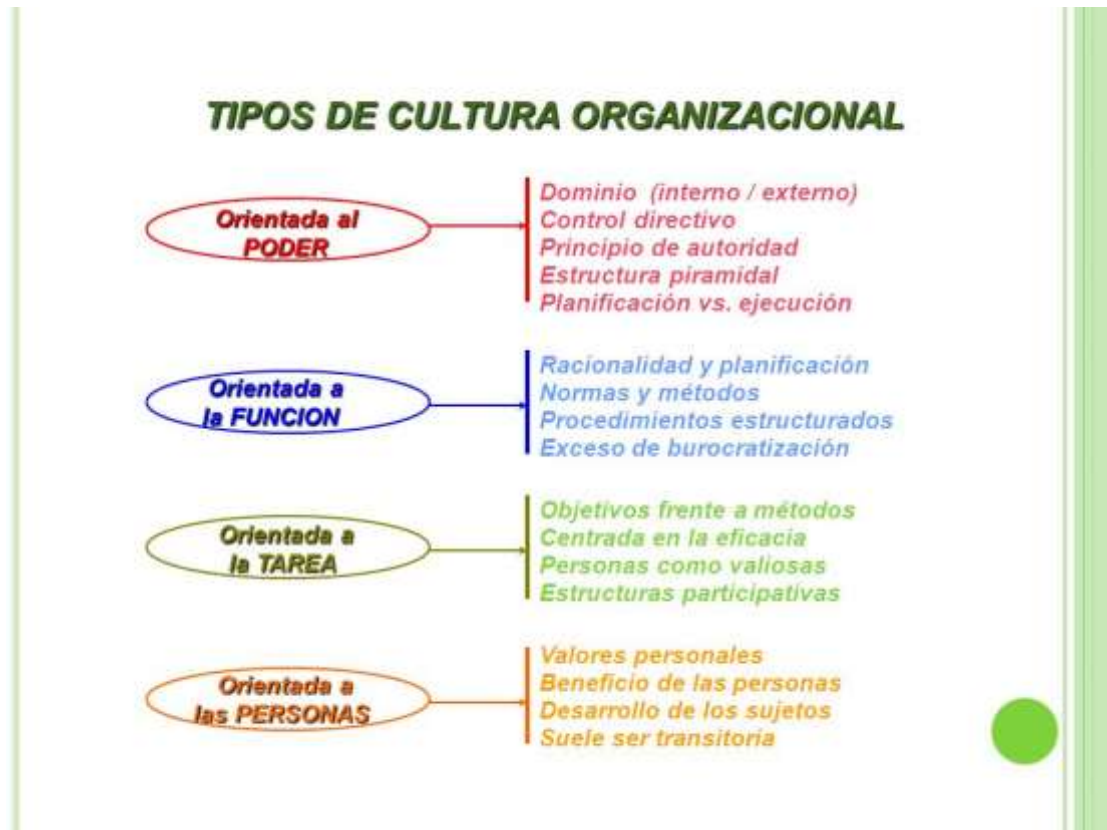 TIPOS DE CULTURA ORGANIZACIONAL
Orientada al
PODER
Dominio (interno / externo)
Control directivo
Principio de autoridad
Estructura piramidal
Planificación vs. ejecución
Orientada a
la FUNCION
Racionalidad y planificación
Normas y métodos
Procedimientos estructurados
Exceso de burocratización
Orientada a
la TAREA
Objetivos frente a métodos
Centrada en la eficacia
Personas como valiosas
Estructuras participativas
Orientada a
las PERSONAS
Valores personales
Beneficio de las personas
Desarrollo de los sujetos
Suele ser transitoria